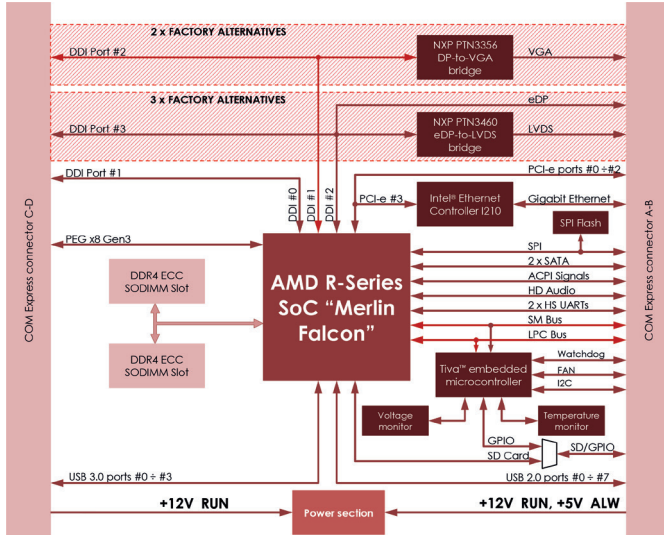 2 x FACTORY ALTERNATIVES
DDI Port #2
NXP PTN3356
DP-to-VGA
bridge
VGA
3 x FACTORY ALTERNATIVES
eDP
DDI Port #3
NXP PTN3460
eDP-to-LVDS
bridge
LVDS
DDI Port #1
DDI #0
DDI #1
DDI #2
PCI-e ports #0 ÷#2
PCI-e #3
Intel® Ethernet
Controller I210
Gigabit Ethernet
SPI Flash
COM Express connector C-D
COM Express connector A-B
PEG x8 Gen3
AMD R-Series
SoC “Merlin
Falcon”
SPI
2 x SATA
ACPI Signals
HD Audio
2 x HS UARTs
SM Bus
LPC Bus
DDR4 ECC
SODIMM Slot
DDR4 ECC
SODIMM Slot
Tiva™ embedded
microcontroller
Watchdog
FAN
I2C
Voltage
monitor
Temperature
monitor
GPIO
SD Card
SD/GPIO
USB 3.0 ports #0 ÷ #3
USB 2.0 ports #0 ÷ #7
+12V RUN
Power section
+12V RUN, +5V ALW